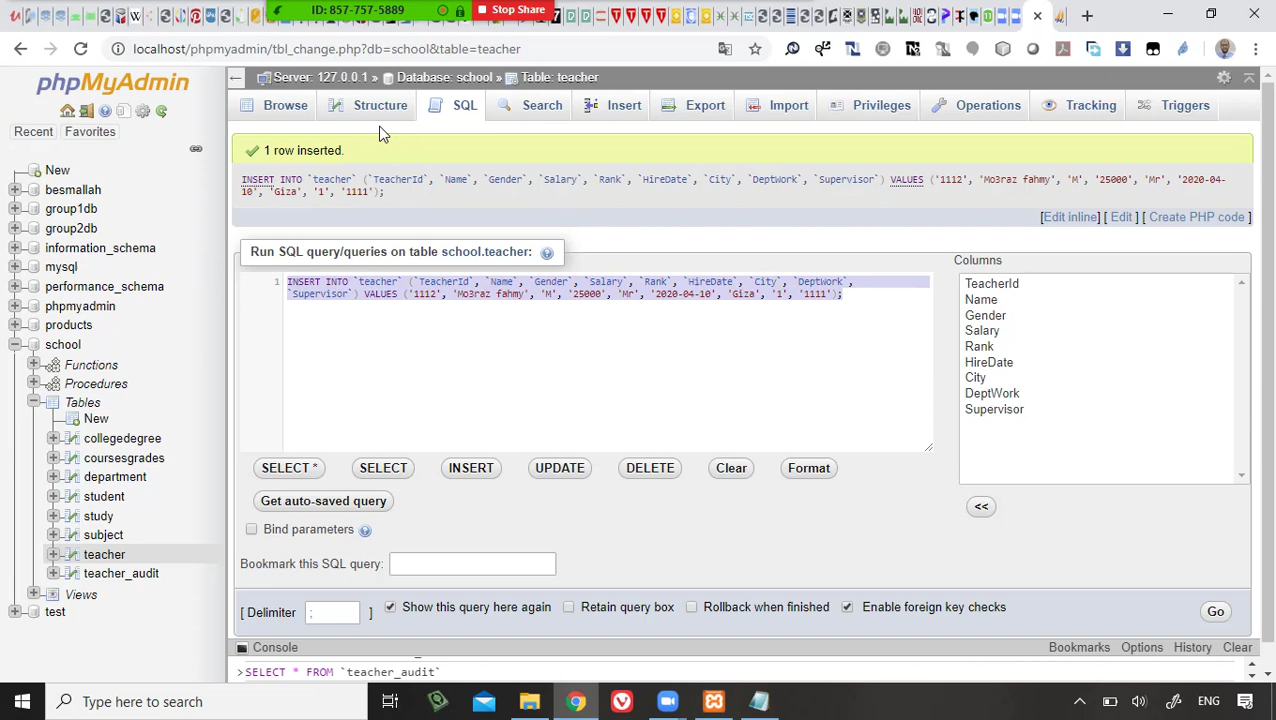 ID: 857-757-5889
Stop Share
localhost/phpmyadmin/tbl_change.php?db=school&table=teacher
phpMyAdmin
Recent
Favorites
New
besmallah
group1db
group2db
information_schema
mysql
performance_schema
phpmyadmin
products
school
Functions
Procedures
Tables
New
collegedegree
coursesgrades
department
student
study
subject
teacher
teacher_audit
Views
test
Server: 127.0.0.1 » Database: school » Table: teacher
Browse
Structure
SQL
Search
Insert
Export
Import
Privileges
Operations
Tracking
Triggers
1 row inserted.
INSERT INTO `teacher` (`TeacherId`, `Name`, `Gender`, `Salary`, `Rank`, `HireDate`, `City`, `DeptWork`, `Supervisor`) VALUES ('1112', 'Mo3raz fahmy', 'M', '25000', 'Mr', '2020-04-
10', 'Giza', '1', '1111');
[Edit inline] [ Edit ] [ Create PHP code ]
Run SQL query/queries on table school.teacher:
1 INSERT INTO `teacher` (`TeacherId`, `Name`, `Gender`, `Salary`, `Rank`, `HireDate`, `City`, `DeptWork`,
`Supervisor`) VALUES ('1112', 'Mo3raz fahmy', 'M', '25000', 'Mr', '2020-04-10', 'Giza', '1', '1111');
Columns
TeacherId
Name
Gender
Salary
Rank
HireDate
City
DeptWork
Supervisor
<<
SELECT *
SELECT
INSERT
UPDATE
DELETE
Clear
Format
Get auto-saved query
Bind parameters
Bookmark this SQL query:
[ Delimiter ; ]
Show this query here again
Retain query box
Rollback when finished
Enable foreign key checks
Go
Console
Bookmarks
Options
History
Clear
>SELECT * FROM `teacher_audit`
Type here to search
ENG